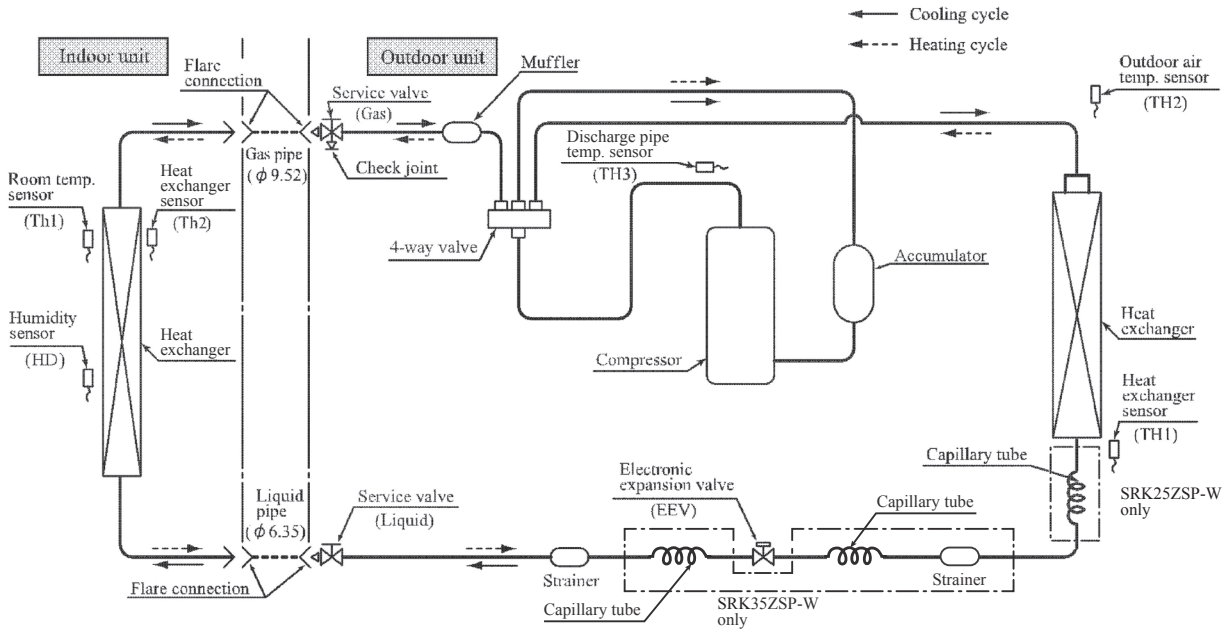 Cooling cycle
Heating cycle
Indoor unit
Outdoor unit
Flare
connection
Muffler
Service valve
(Gas)
Outdoor air
temp. sensor
(TH2)
Discharge pipe
temp. sensor
(TH3)
Gas pipe
(ϕ 9.52)
Check joint
Room temp.
sensor
(Th1)
Heat
exchanger
sensor
(Th2)
4-way valve
Accumulator
Humidity
sensor
(HD)
Heat
exchanger
Compressor
Heat
exchanger
Heat
exchanger
sensor
(TH1)
Capillary tube
SRK25ZSP-W
only
Liquid
pipe
(ϕ 6.35)
Service valve
(Liquid)
Electronic
expansion valve
(EEV)
Capillary tube
Flare connection
Strainer
Capillary tube
SRK35ZSP-W
only
Strainer